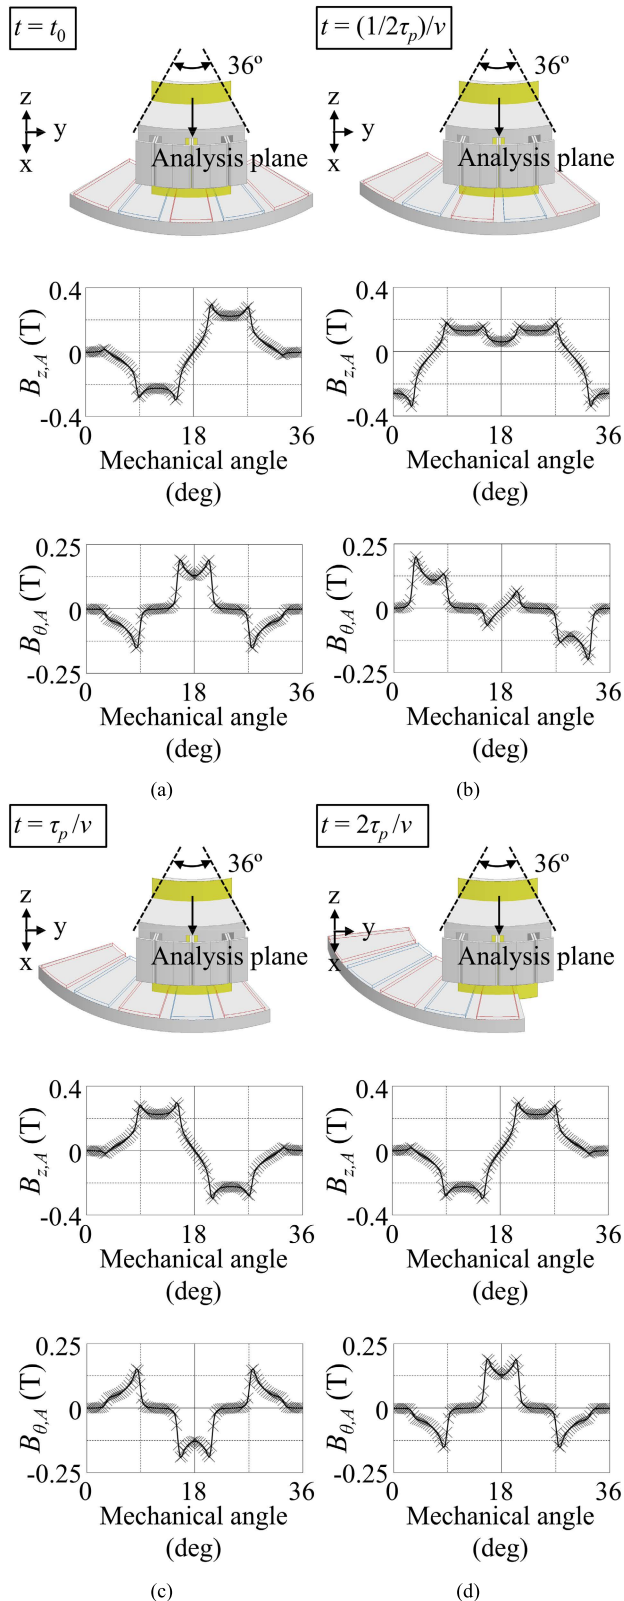 t = t0
t = (1/2τp)/v
36º
36º
z
y
x
Analysis plane
z
y
x
Analysis plane
0.4
0
-0.4
Bz,A (T)
0 18 36
Mechanical angle
(deg)
0.4
0
-0.4
Bz,A (T)
0 18 36
Mechanical angle
(deg)
0.25
0
-0.25
Bθ,A (T)
0 18 36
Mechanical angle
(deg)
0.25
0
-0.25
Bθ,A (T)
0 18 36
Mechanical angle
(deg)
(a)
(b)
t = τp/v
t = 2τp/v
36º
36º
z
y
x
Analysis plane
z
y
x
Analysis plane
0.4
0
-0.4
Bz,A (T)
0 18 36
Mechanical angle
(deg)
0.4
0
-0.4
Bz,A (T)
0 18 36
Mechanical angle
(deg)
0.25
0
-0.25
Bθ,A (T)
0 18 36
Mechanical angle
(deg)
0.25
0
-0.25
Bθ,A (T)
0 18 36
Mechanical angle
(deg)
(c)
(d)